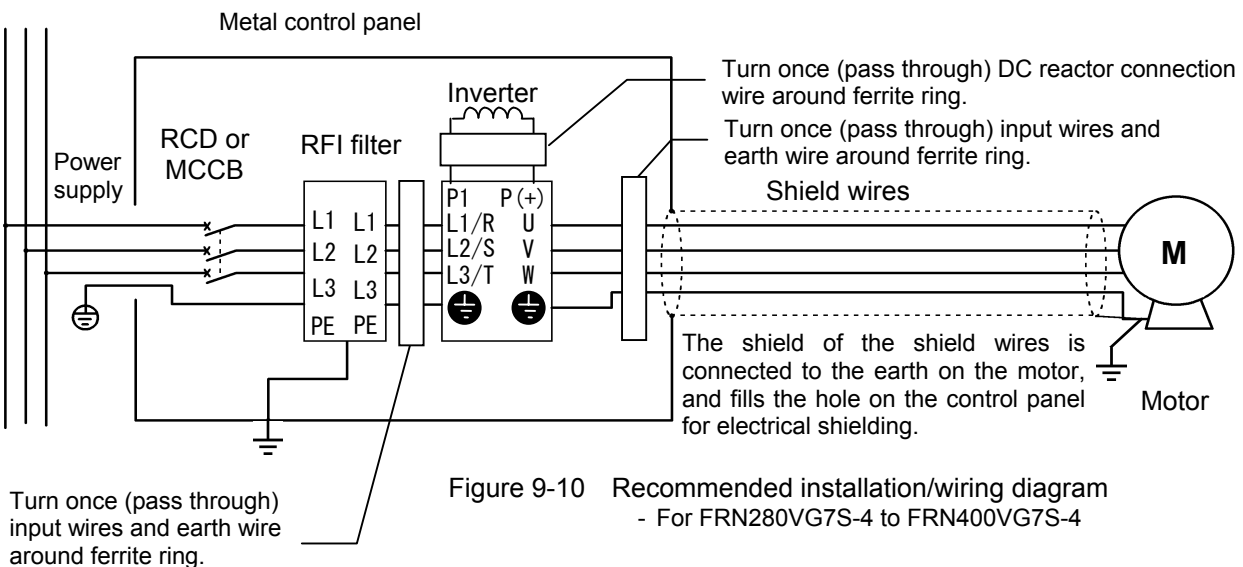 Metal control panel
Turn once (pass through) DC reactor connection
wire around ferrite ring.
Turn once (pass through) input wires and
earth wire around ferrite ring.
Inverter
RCD or
MCCB
RFI filter
Power
supply
Shield wires
P1 P(+)
L1 L1
L2 L2
L3 L3
PE PE
L1/R U
L2/S V
L3/T W
M
The shield of the shield wires is
connected to the earth on the motor,
and fills the hole on the control panel
for electrical shielding.
Motor
Turn once (pass through)
input wires and earth wire
around ferrite ring.
Figure 9-10 Recommended installation/wiring diagram
- For FRN280VG7S-4 to FRN400VG7S-4